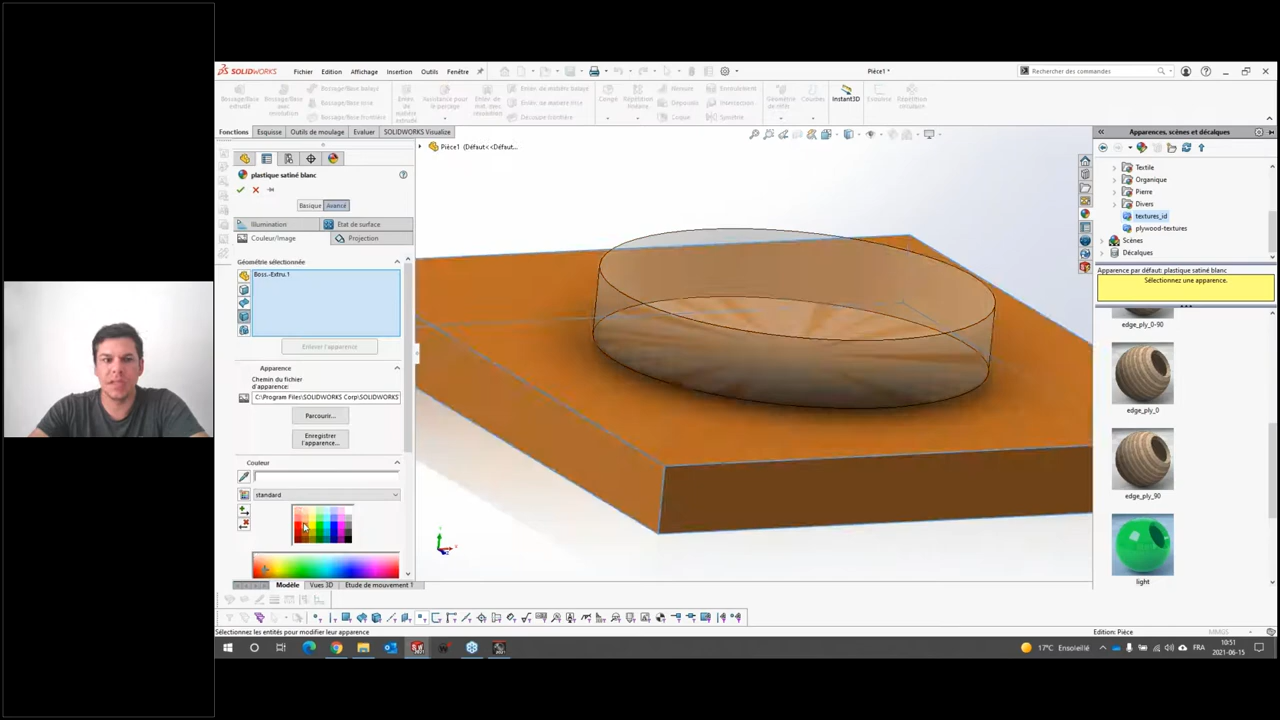 SOLIDWORKS
Fichier
Edition
Affichage
Insertion
Outils
Fenêtre
Pièce1 *
Rechercher des commandes
Instant3D
Fonctions
Esquisse
Outils de moulage
Evaluer
SOLIDWORKS Visualize
Pièce1 (Défaut<<Défaut...
Apparences, scènes et décalques
plastique satiné blanc
Basique
Avancé
Illumination
Etat de surface
Couleur/Image
Projection
Géométrie sélectionnée
Boss.-Extru.1
Enlever l'apparence
Apparence
Chemin du fichier
d'apparence:
C:\Program Files\SOLIDWORKS Corp\SOLIDWORKS
Parcourir...
Enregistrer
l'apparence...
Couleur
standard
Textile
Organique
Pierre
Divers
textures_id
plywood-textures
Scènes
Décalques
Apparence par défaut: plastique satiné blanc
Sélectionnez une apparence.
edge_ply_0-90
edge_ply_0
edge_ply_90
light
Modèle
Vues 3D
Etude de mouvement 1
Sélectionnez les entités pour modifier leur apparence
Edition: Pièce
MMGS
17°C Ensoleillé
FRA
10:51
2021-06-15